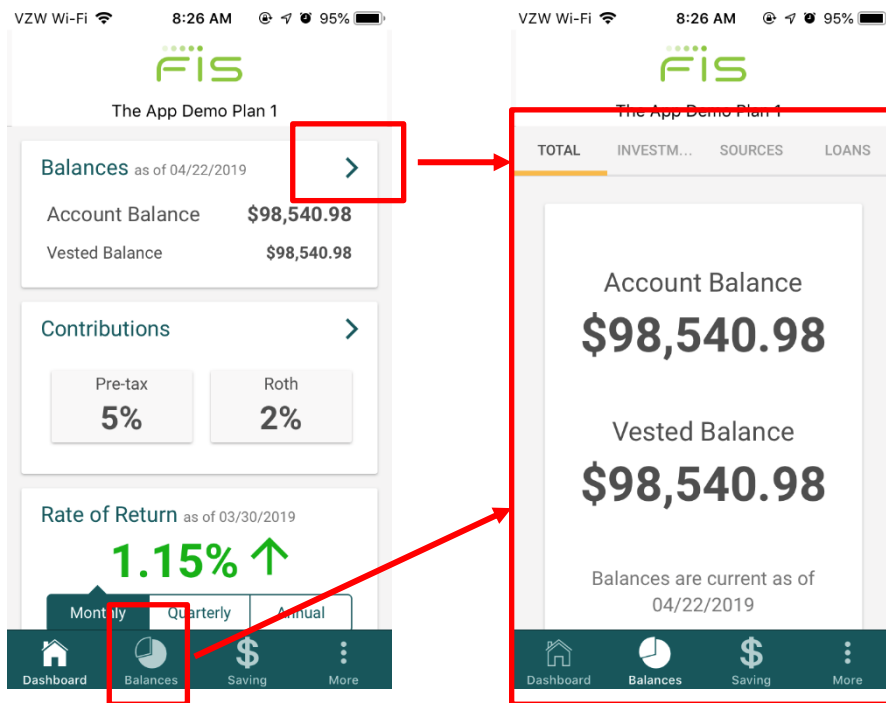 VZW Wi-Fi 8:26 AM 95%
FIS
The App Demo Plan 1
Balances as of 04/22/2019
Account Balance $98,540.98
Vested Balance $98,540.98
Contributions
Pre-tax Roth
5% 2%
Rate of Return as of 03/30/2019
1.15%
Monthly Quarterly Annual
Dashboard Balances Saving More
VZW Wi-Fi 8:26 AM 95%
FIS
The App Demo Plan 1
TOTAL INVESTM... SOURCES LOANS
Account Balance
$98,540.98
Vested Balance
$98,540.98
Balances are current as of
04/22/2019
Dashboard Balances Saving More